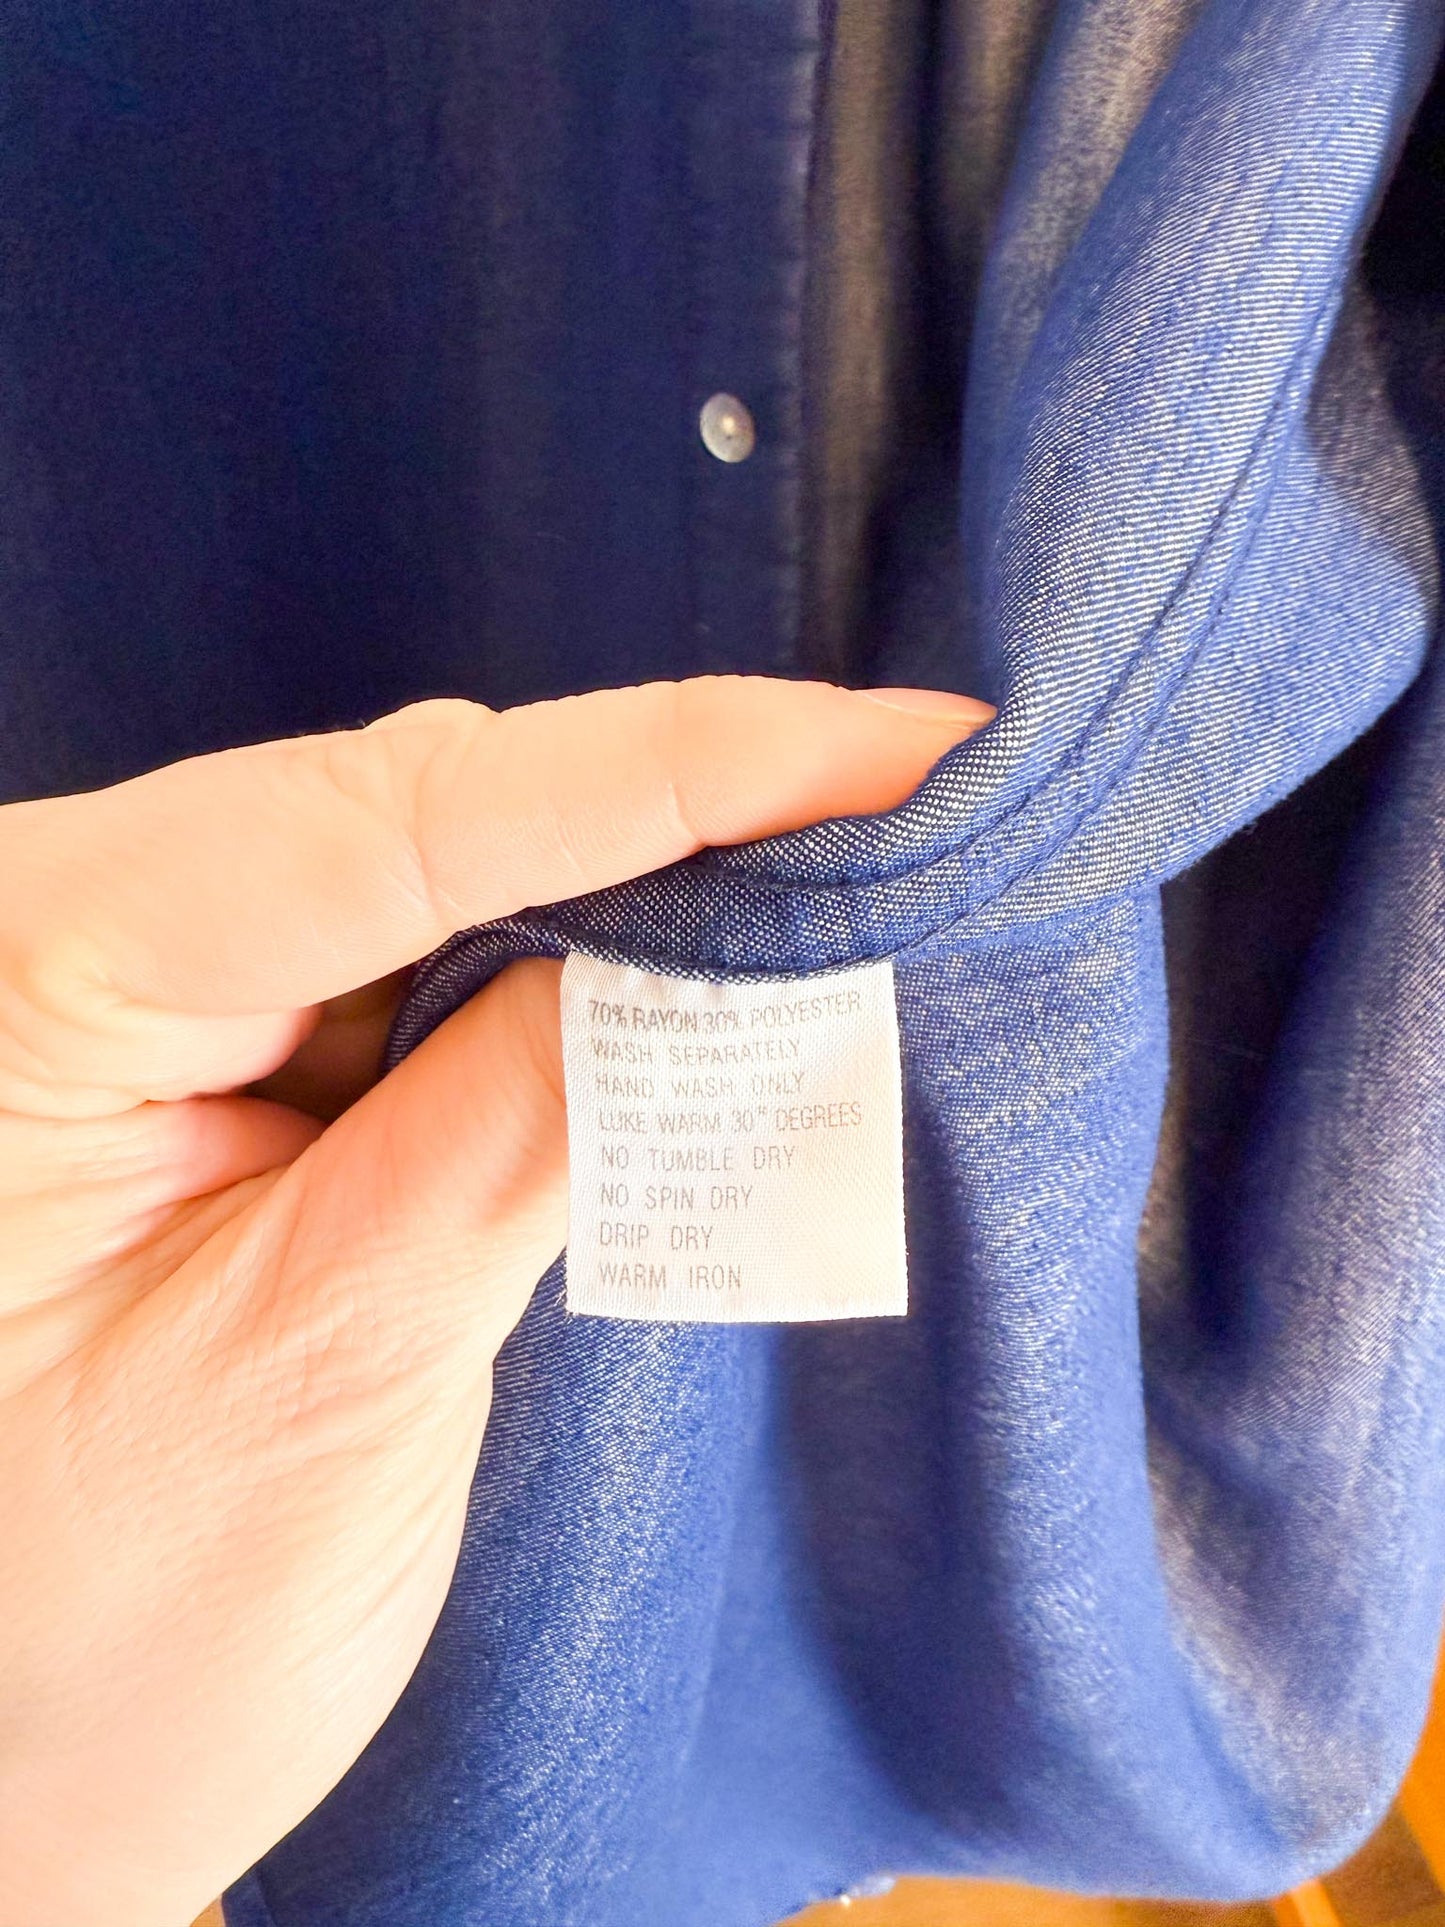 70% RAYON 30% POLYESTER
WASH SEPARATELY
HAND WASH ONLY
LUKE WARM 30° DEGREES
NO TUMBLE DRY
NO SPIN DRY
DRIP DRY
WARM IRON